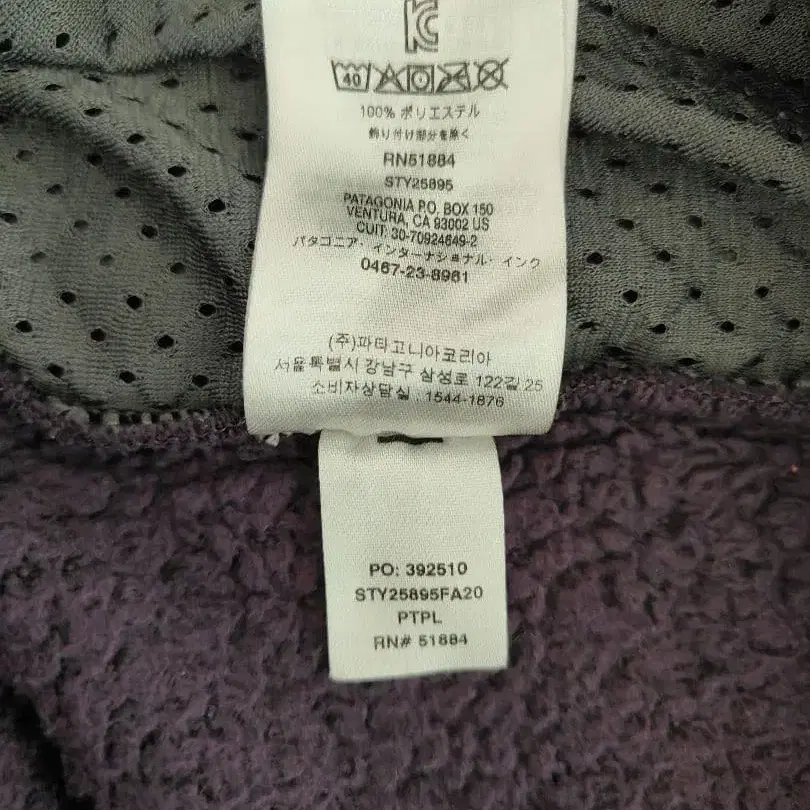 40
100% ポリエステル
飾り付け部分を除く
RN51884
STY25895
PATAGONIA P.O. BOX 150
VENTURA, CA 93002 US
CUIT: 30-70924649-2
パタゴニア・インターナショナル・インク
0467-23-8961
(주)파타고니아코리아
서울특별시 강남구 삼성로 122길 25
소비자상담실 : 1544-1876
PO: 392510
STY25895FA20
PTPL
RN# 51884